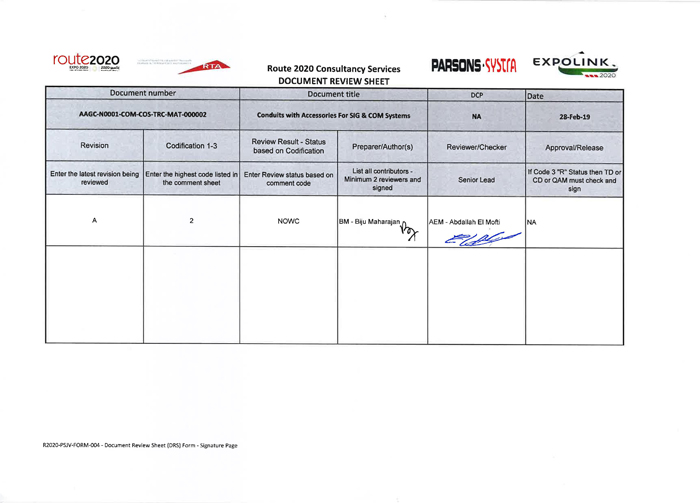 route2020
EXPO 2020 2020 إكسبو
RTA
PARSONS·SYSTRA
EXPOLINK
2020
Route 2020 Consultancy Services
DOCUMENT REVIEW SHEET
Document number Document title DCP Date
AAGC-N0001-COM-COS-TRC-MAT-000002 Conduits with Accessories For SIG & COM Systems NA 28-Feb-19
Revision Codification 1-3 Review Result - Status based on Codification Preparer/Author(s) Reviewer/Checker Approval/Release
Enter the latest revision being reviewed Enter the highest code listed in the comment sheet Enter Review status based on comment code List all contributors - Minimum 2 reviewers and signed Senior Lead If Code 3 "R" Status then TD or CD or QAM must check and sign
A 2 NOWC BM - Biju Maharajan AEM - Abdallah El Mofti NA
R2020-PSJV-FORM-004 - Document Review Sheet (DRS) Form - Signature Page